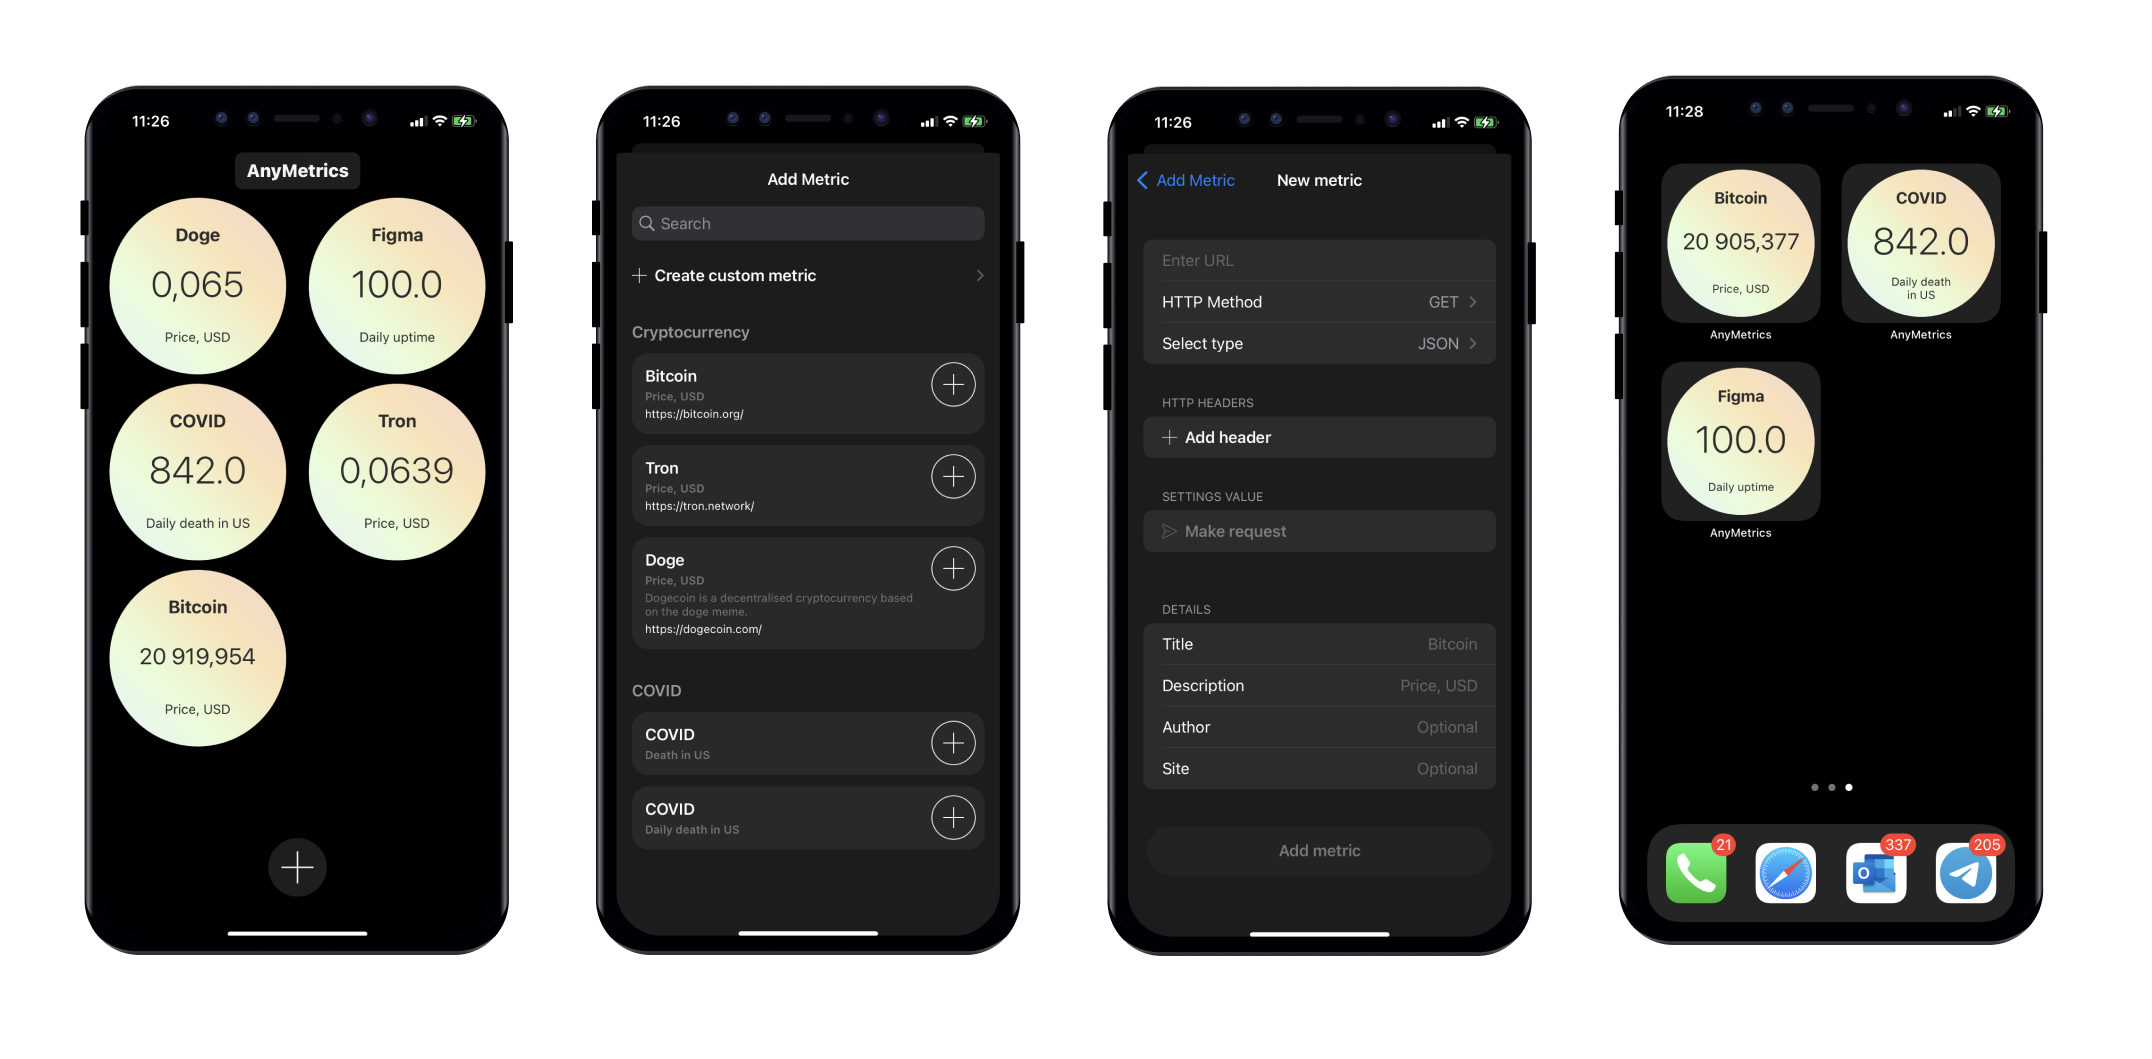 11:26
AnyMetrics
Doge
0,065
Price, USD
Figma
100.0
Daily uptime
COVID
842.0
Daily death in US
Tron
0,0639
Price, USD
Bitcoin
20 919,954
Price, USD
11:26
Add Metric
Search
Create custom metric
Cryptocurrency
Bitcoin
Price, USD
https://bitcoin.org/
Tron
Price, USD
https://tron.network/
Doge
Price, USD
Dogecoin is a decentralised cryptocurrency based
on the doge meme.
https://dogecoin.com/
COVID
COVID
Death in US
COVID
Daily death in US
11:26
Add Metric
New metric
Enter URL
HTTP Method GET
Select type JSON
HTTP HEADERS
Add header
SETTINGS VALUE
Make request
DETAILS
Title Bitcoin
Description Price, USD
Author Optional
Site Optional
Add metric
11:28
Bitcoin
20 905,377
Price, USD
AnyMetrics
COVID
842.0
Daily death
in US
AnyMetrics
Figma
100.0
Daily uptime
AnyMetrics
21
337
O
205